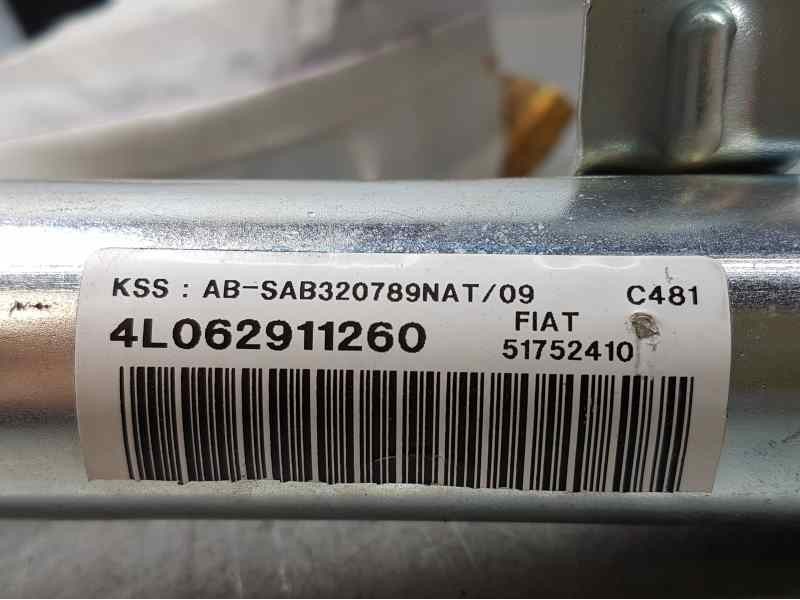 KSS : AB-SAB320789NAT/09 C481
4L062911260 FIAT
51752410